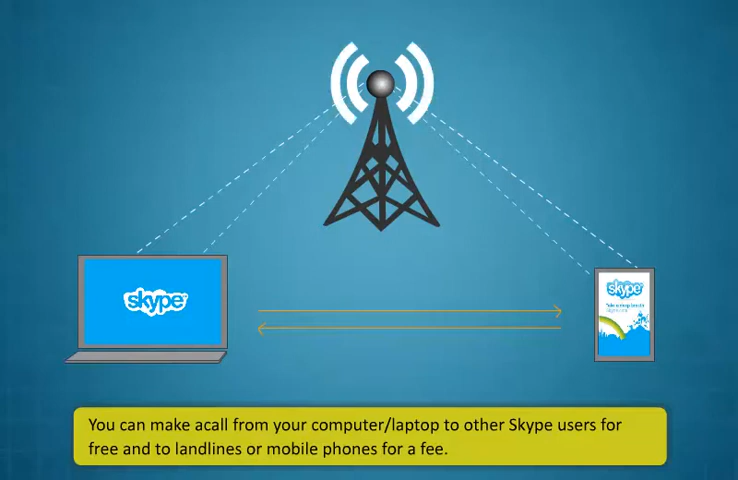 skype
skype
You can make acall from your computer/laptop to other Skype users for
free and to landlines or mobile phones for a fee.